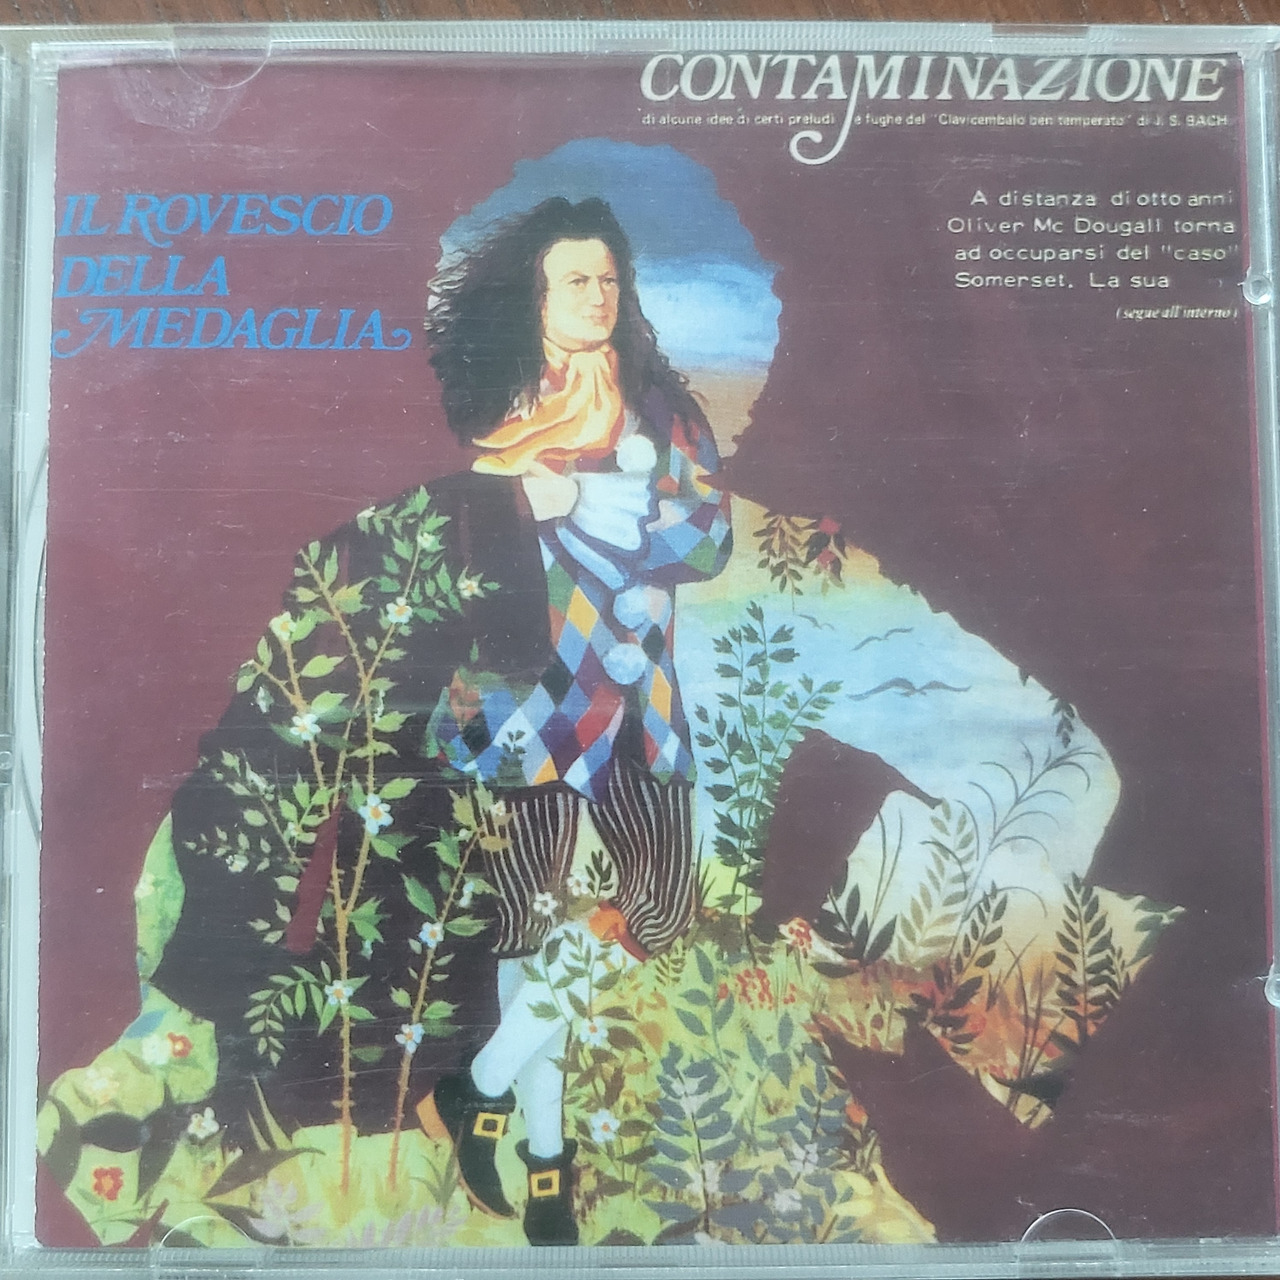 CONTAMINAZIONE
di alcune idee di certi preludi e fughe del "Clavicembalo ben temperato" di J. S. BACH
IL ROVESCIO
DELLA
MEDAGLIA
A distanza di otto anni
Oliver Mc Dougall torna
ad occuparsi del "caso"
Somerset. La sua
(segue all'interno)